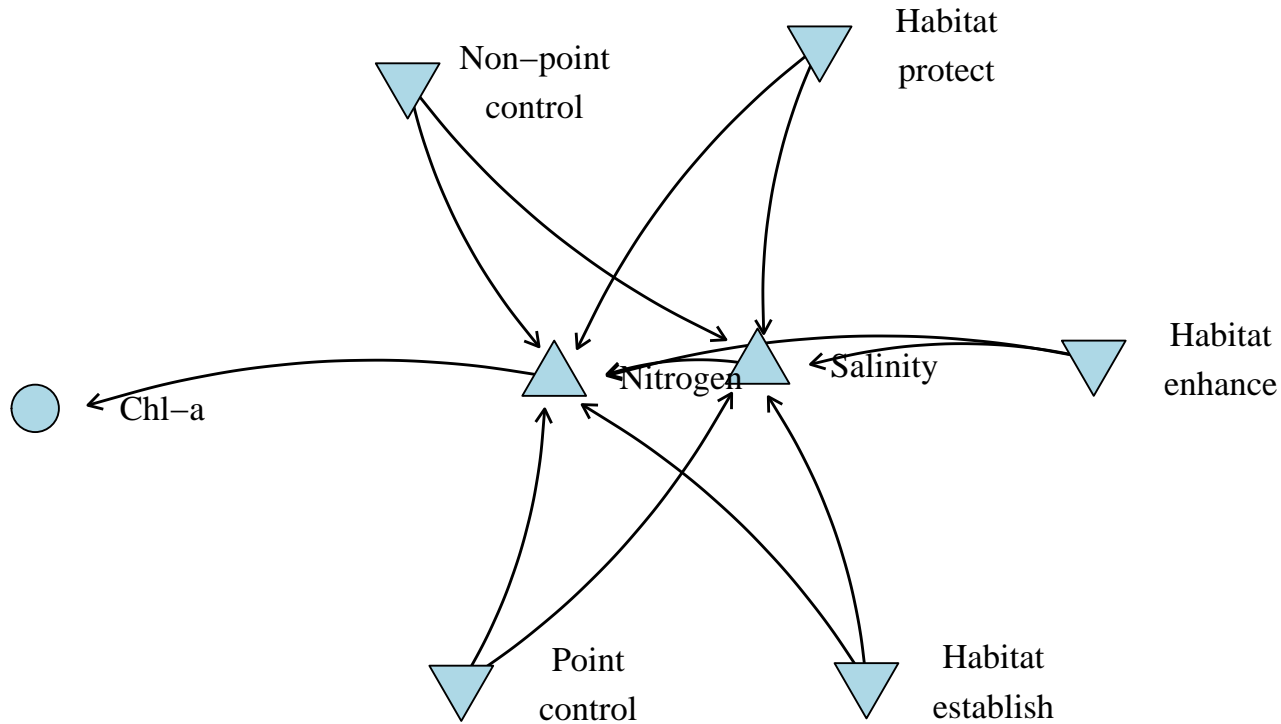 Habitat
protect
Non−point
control
Habitat
enhance
Salinity
Nitrogen
Chl−a
Point
control
Habitat
establish